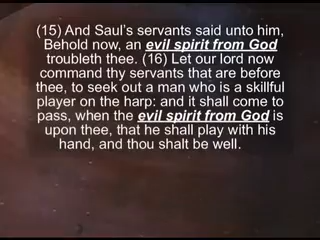 (15) And Saul's servants said unto him,
Behold now, an evil spirit from God
troubleth thee. (16) Let our lord now
command thy servants that are before
thee, to seek out a man who is a skillful
player on the harp: and it shall come to
pass, when the evil spirit from God is
upon thee, that he shall play with his
hand, and thou shalt be well.